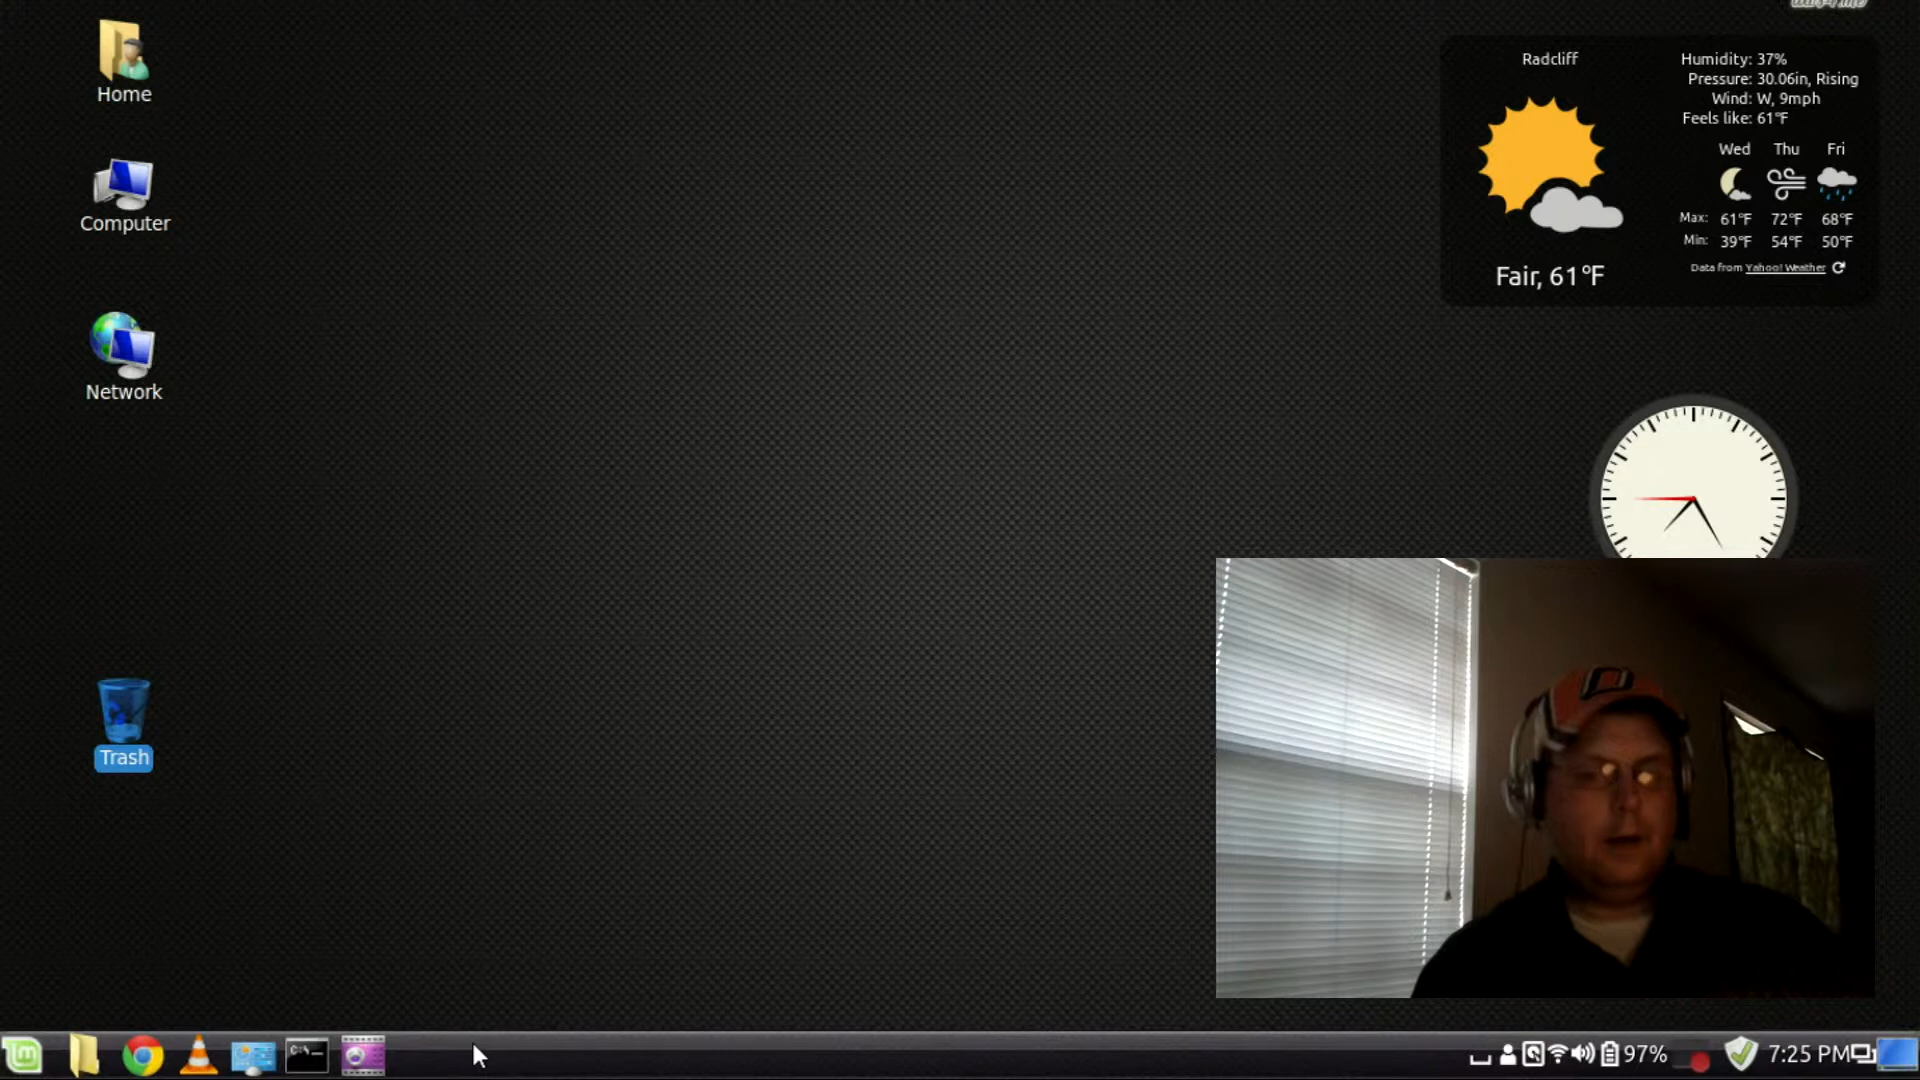 Home
Computer
Network
Trash
Radcliff
Fair, 61°F
Humidity: 37%
Pressure: 30.06in, Rising
Wind: W, 9mph
Feels like: 61°F
Wed Thu Fri
Max: 61°F 72°F 68°F
Min: 39°F 54°F 50°F
Data from Yahoo! Weather
97%
7:25 PM